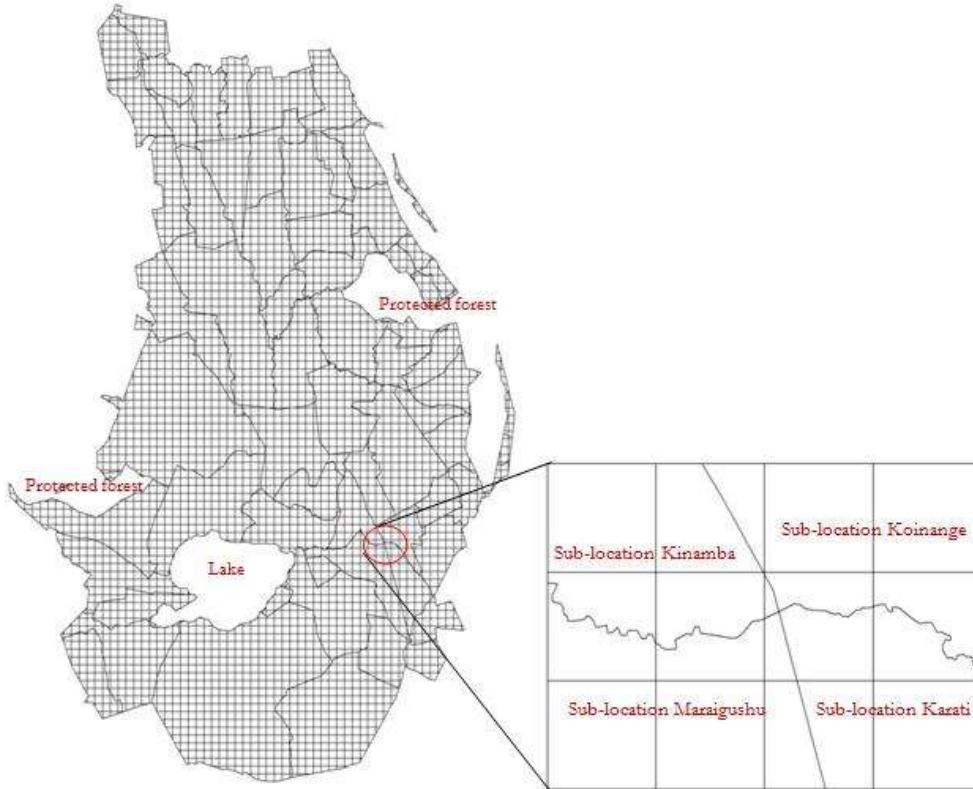 Protected forest
Protected forest
Lake
Sub-location Koinange
Sub-location Kinamba
Sub-location Maraigushu
Sub-location Karati